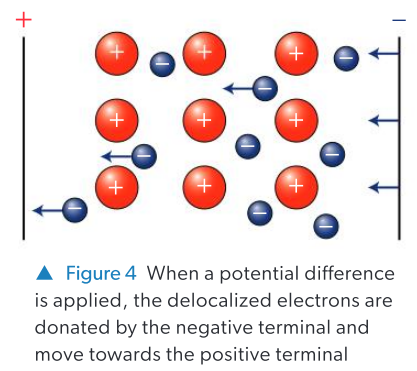 + −
+ − + + −
−
+ + +
− −
−
+ + +
− −
−
▲ Figure 4 When a potential difference
is applied, the delocalized electrons are
donated by the negative terminal and
move towards the positive terminal